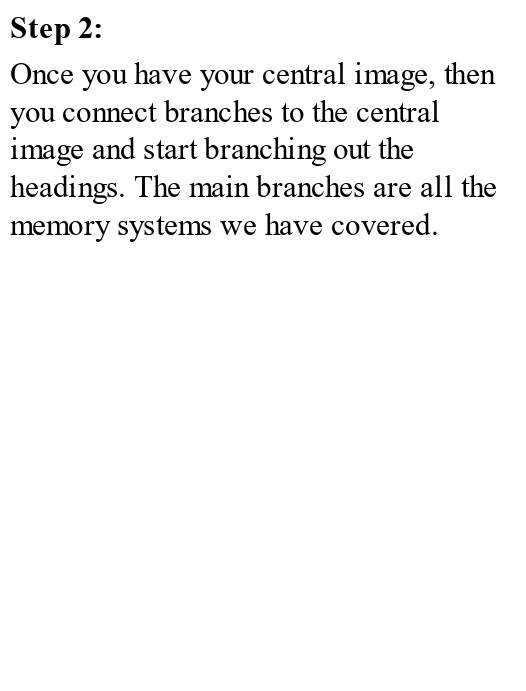 Step 2:
Once you have your central image, then
you connect branches to the central
image and start branching out the
headings. The main branches are all the
memory systems we have covered.